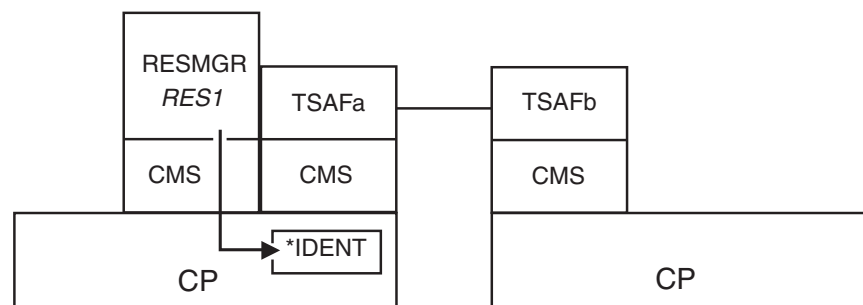 RESMGR
RES1
TSAFa
TSAFb
CMS
CMS
CMS
*IDENT
CP
CP